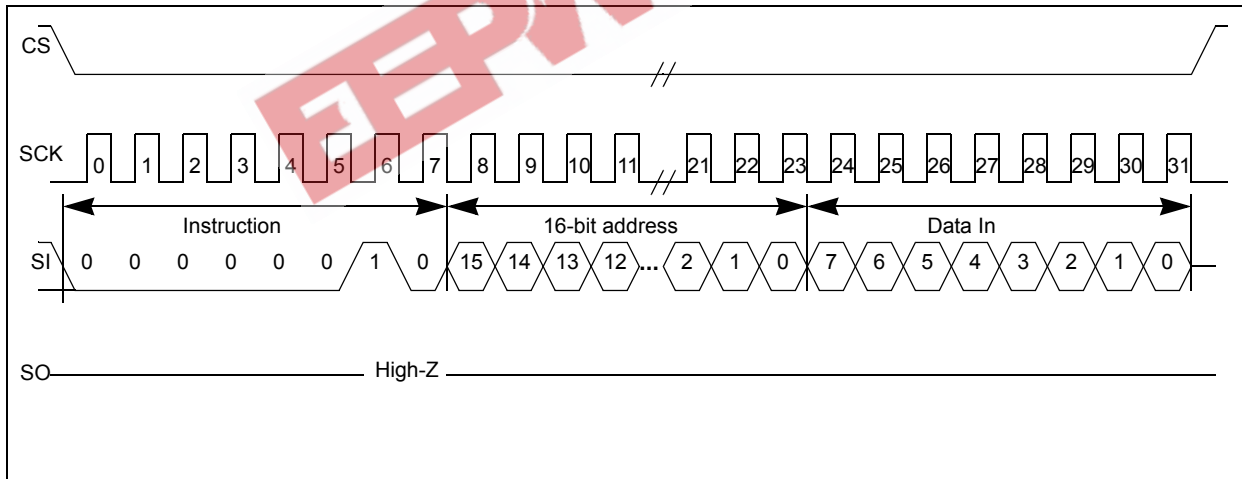 EEPW
CS
SCK 0 1 2 3 4 5 6 7 8 9 10 11 21 22 23 24 25 26 27 28 29 30 31
Instruction 16-bit address Data In
SI 0 0 0 0 0 0 1 0 15 14 13 12 ... 2 1 0 7 6 5 4 3 2 1 0
SO High-Z